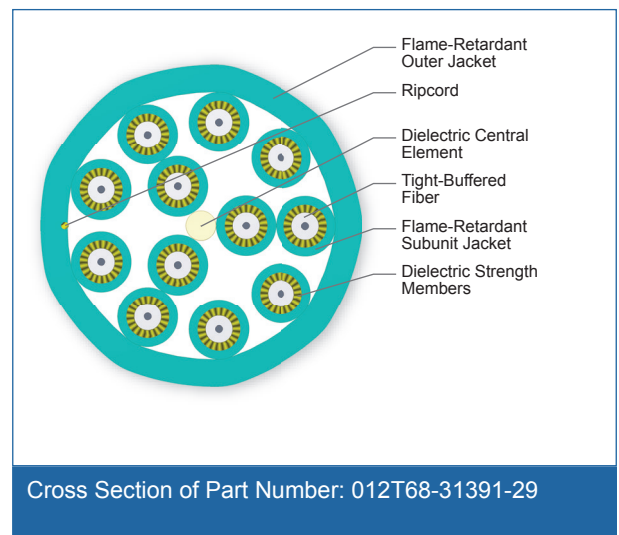 Flame-Retardant
Outer Jacket
Ripcord
Dielectric Central
Element
Tight-Buffered
Fiber
Flame-Retardant
Subunit Jacket
Dielectric Strength
Members
Cross Section of Part Number: 012T68-31391-29